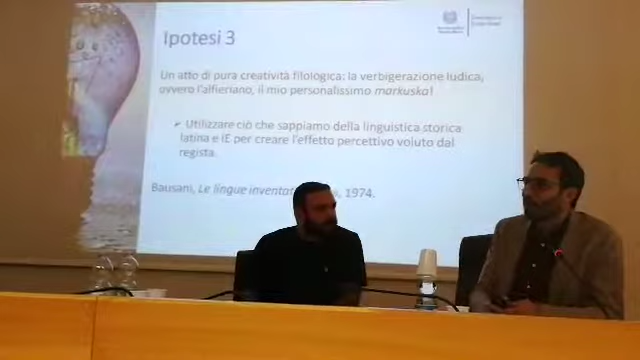 Ipotesi 3
Un atto di pura creatività filologica: la verbigerazione ludica,
ovvero l'alfieriano, il mio personalissimo markuska!
➢ Utilizzare ciò che sappiamo della linguistica storica
latina e IE per creare l'effetto percettivo voluto dal
regista.
Bausani, Le lingue inventate 1974.